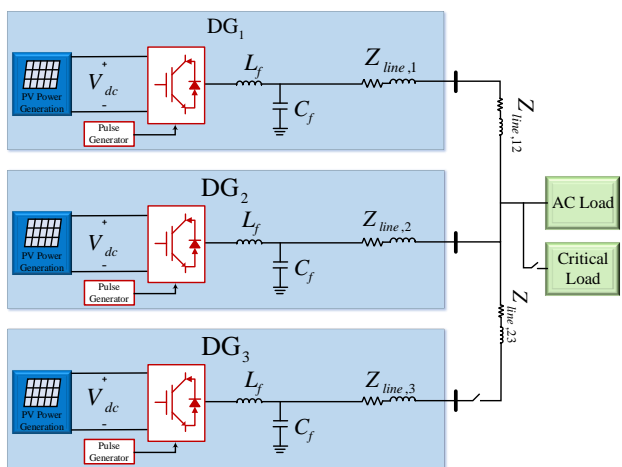 DG1
PV Power
Generation
+
Vdc
-
Pulse
Generator
Lf
Cf
Zline,1
Zline,12
DG2
PV Power
Generation
+
Vdc
-
Pulse
Generator
Lf
Cf
Zline,2
AC Load
Critical
Load
Zline,23
DG3
PV Power
Generation
+
Vdc
-
Pulse
Generator
Lf
Cf
Zline,3